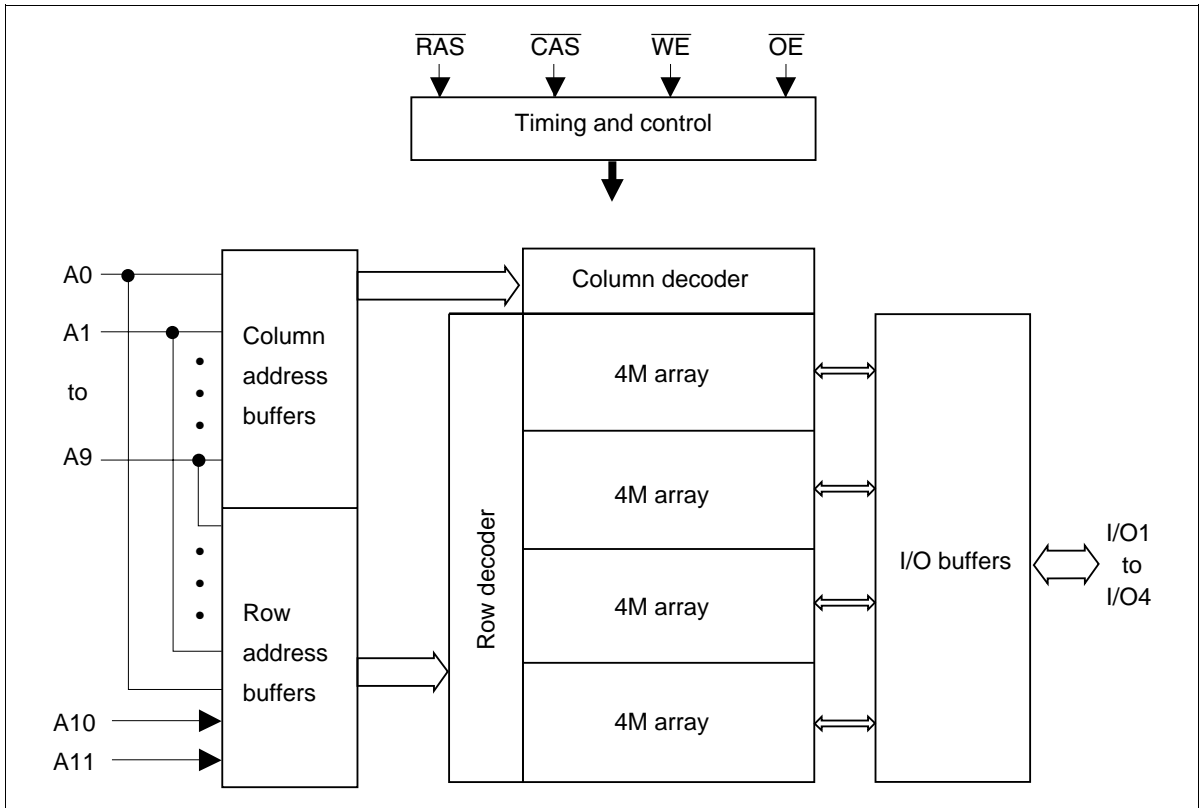 RAS CAS WE OE
Timing and control
A0
A1
to
A9
A10
A11
Column
address
buffers
Row
address
buffers
Column decoder
Row decoder
4M array
4M array
4M array
4M array
I/O buffers
I/O1
to
I/O4